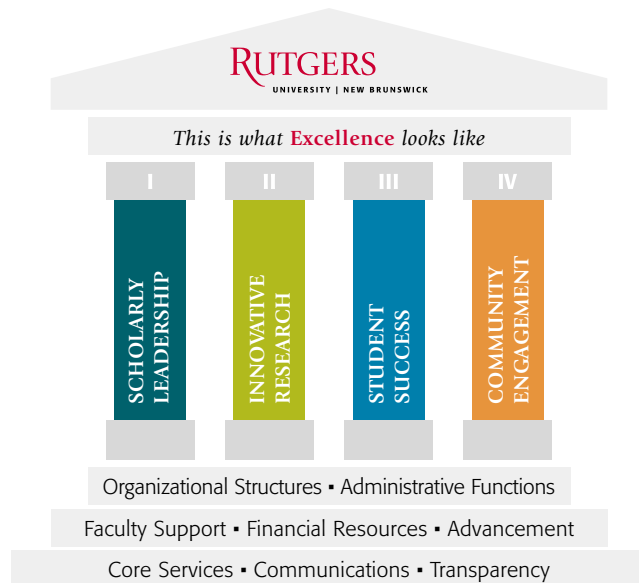 RUTGERS
UNIVERSITY | NEW BRUNSWICK
This is what Excellence looks like
I II III IV
SCHOLARLY
LEADERSHIP
INNOVATIVE
RESEARCH
STUDENT
SUCCESS
COMMUNITY
ENGAGEMENT
Organizational Structures ▪ Administrative Functions
Faculty Support ▪ Financial Resources ▪ Advancement
Core Services ▪ Communications ▪ Transparency